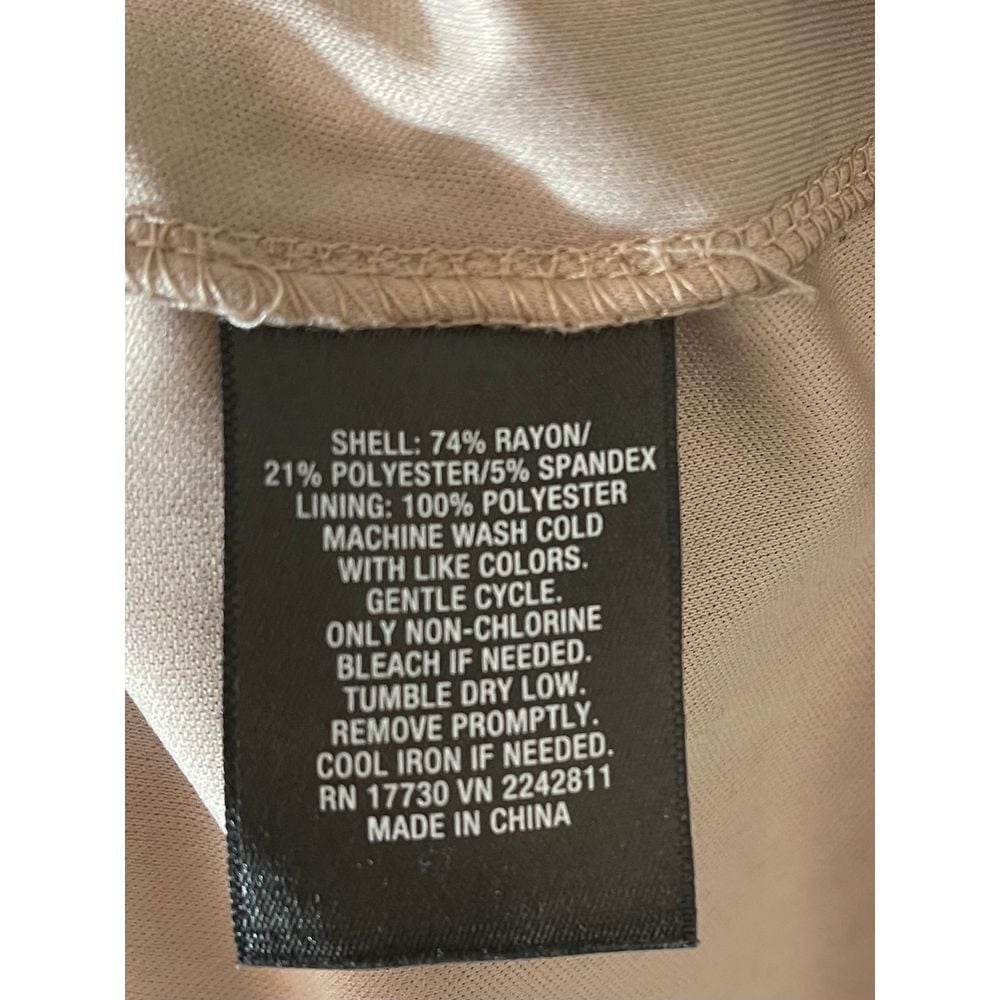 SHELL: 74% RAYON/
21% POLYESTER/5% SPANDEX
LINING: 100% POLYESTER
MACHINE WASH COLD
WITH LIKE COLORS.
GENTLE CYCLE.
ONLY NON-CHLORINE
BLEACH IF NEEDED.
TUMBLE DRY LOW.
REMOVE PROMPTLY.
COOL IRON IF NEEDED.
RN 17730 VN 2242811
MADE IN CHINA